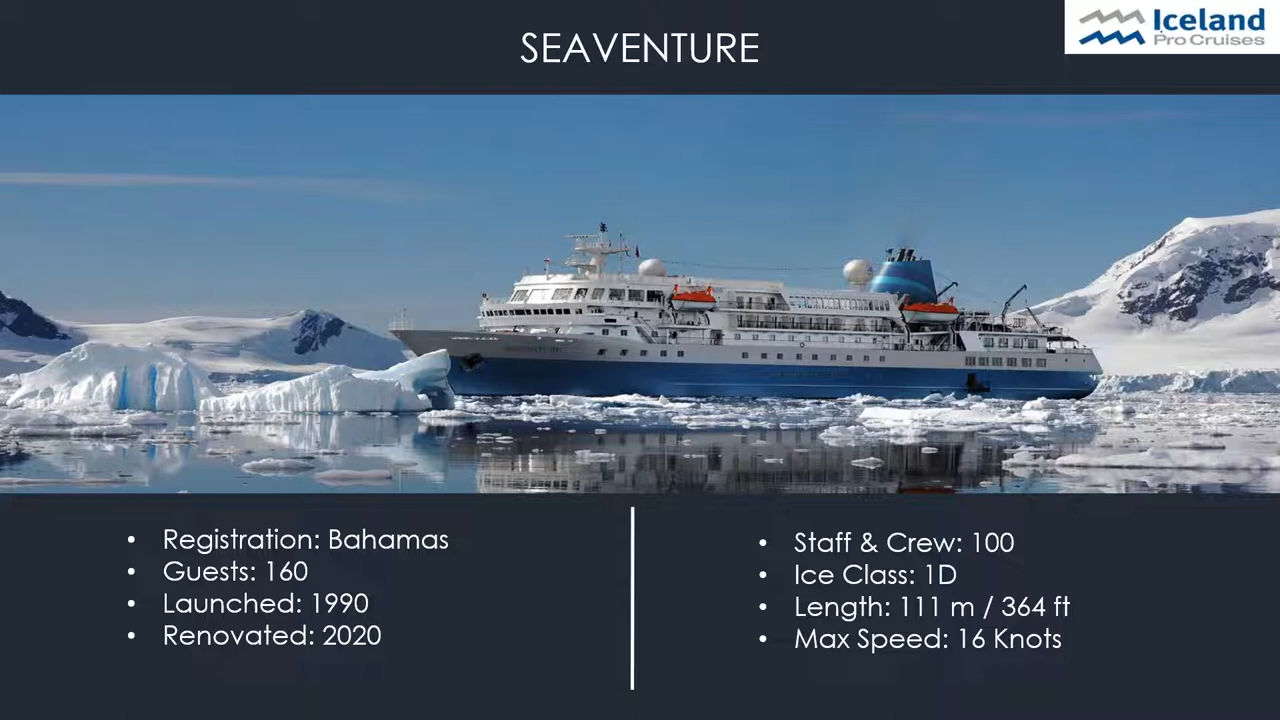 SEAVENTURE
Iceland
Pro Cruises
• Registration: Bahamas
• Guests: 160
• Launched: 1990
• Renovated: 2020
• Staff & Crew: 100
• Ice Class: 1D
• Length: 111 m / 364 ft
• Max Speed: 16 Knots